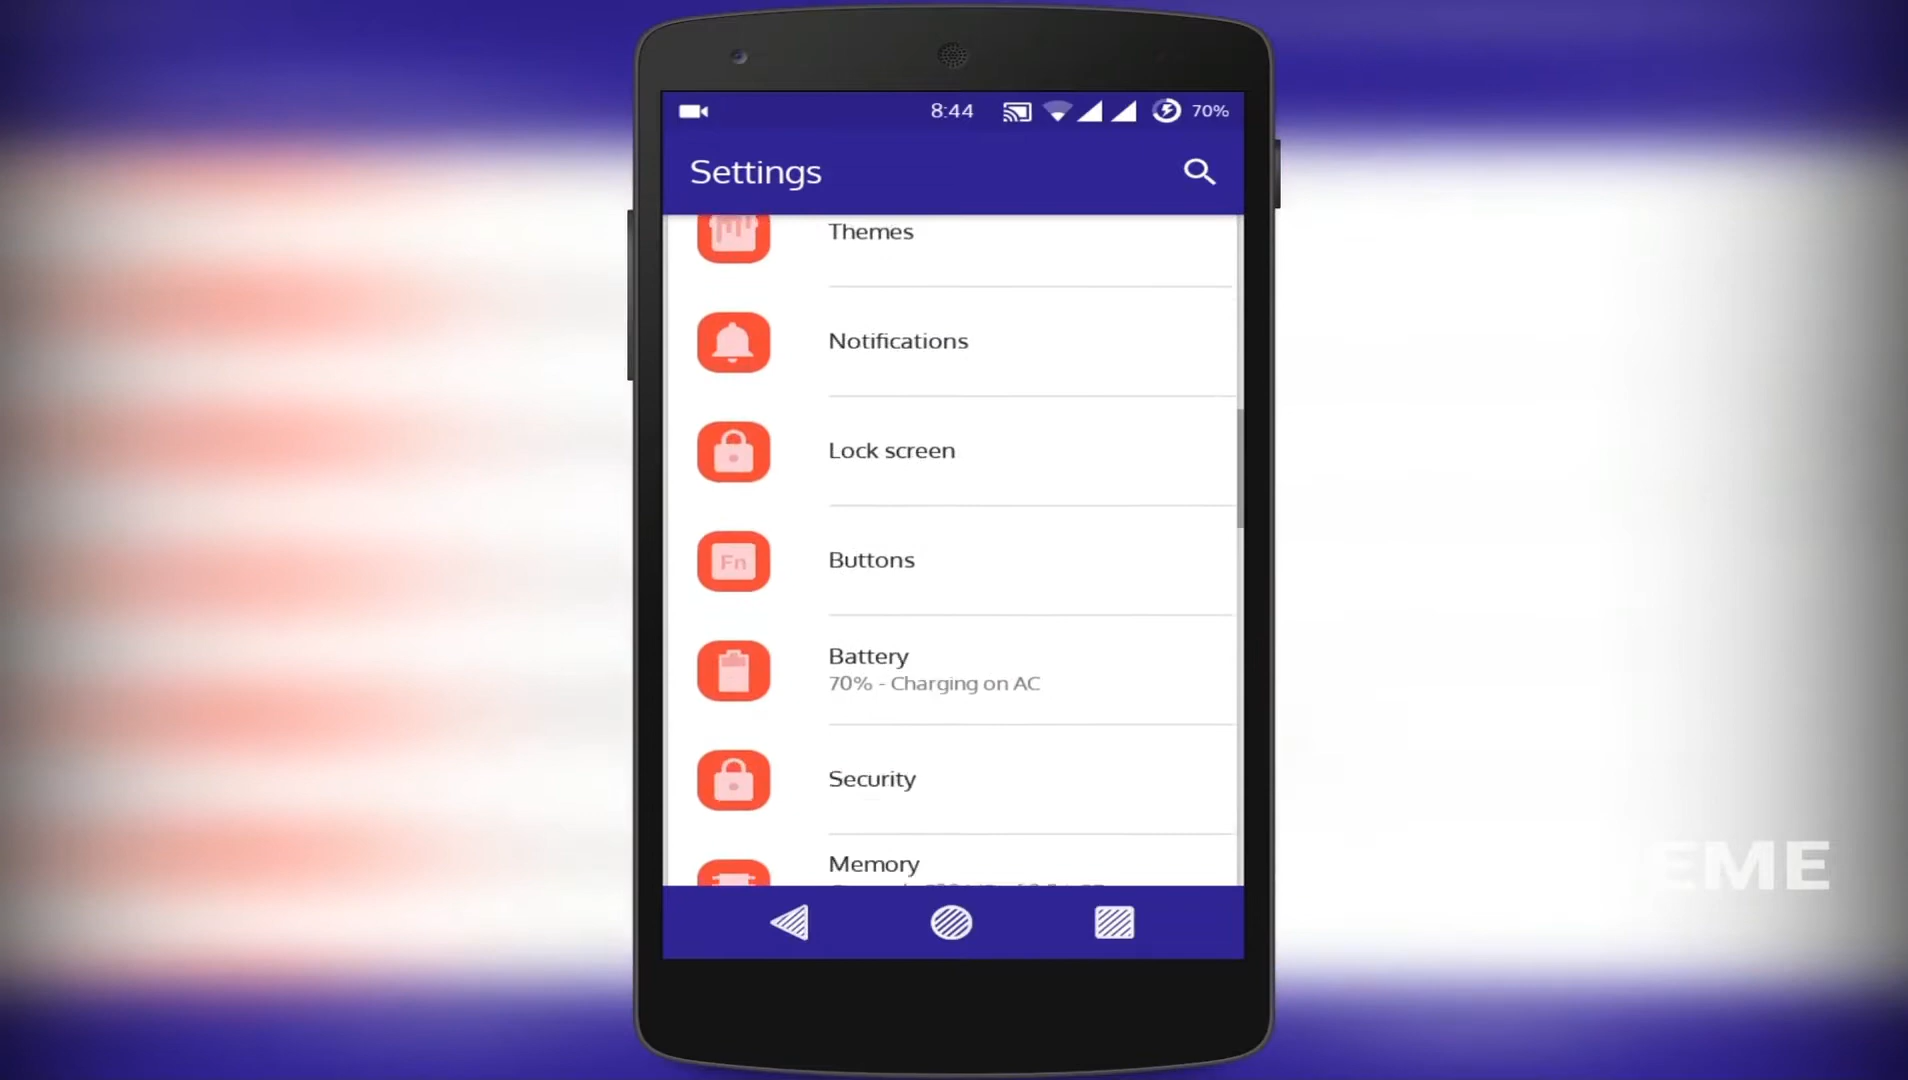 8:44 70%
Settings
Themes
Notifications
Lock screen
Fn Buttons
Battery
70% - Charging on AC
Security
Memory
EME